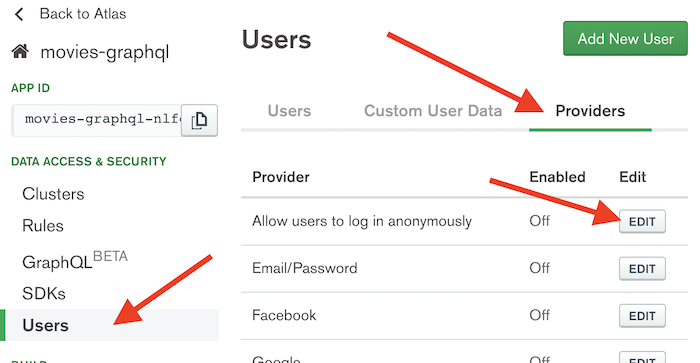 Back to Atlas
movies-graphql
APP ID
movies-graphql-nlf
DATA ACCESS & SECURITY
Clusters
Rules
GraphQL BETA
SDKs
Users
Users
Add New User
Users Custom User Data Providers
Provider Enabled Edit
Allow users to log in anonymously Off EDIT
Email/Password Off EDIT
Facebook Off EDIT
Google Off EDIT